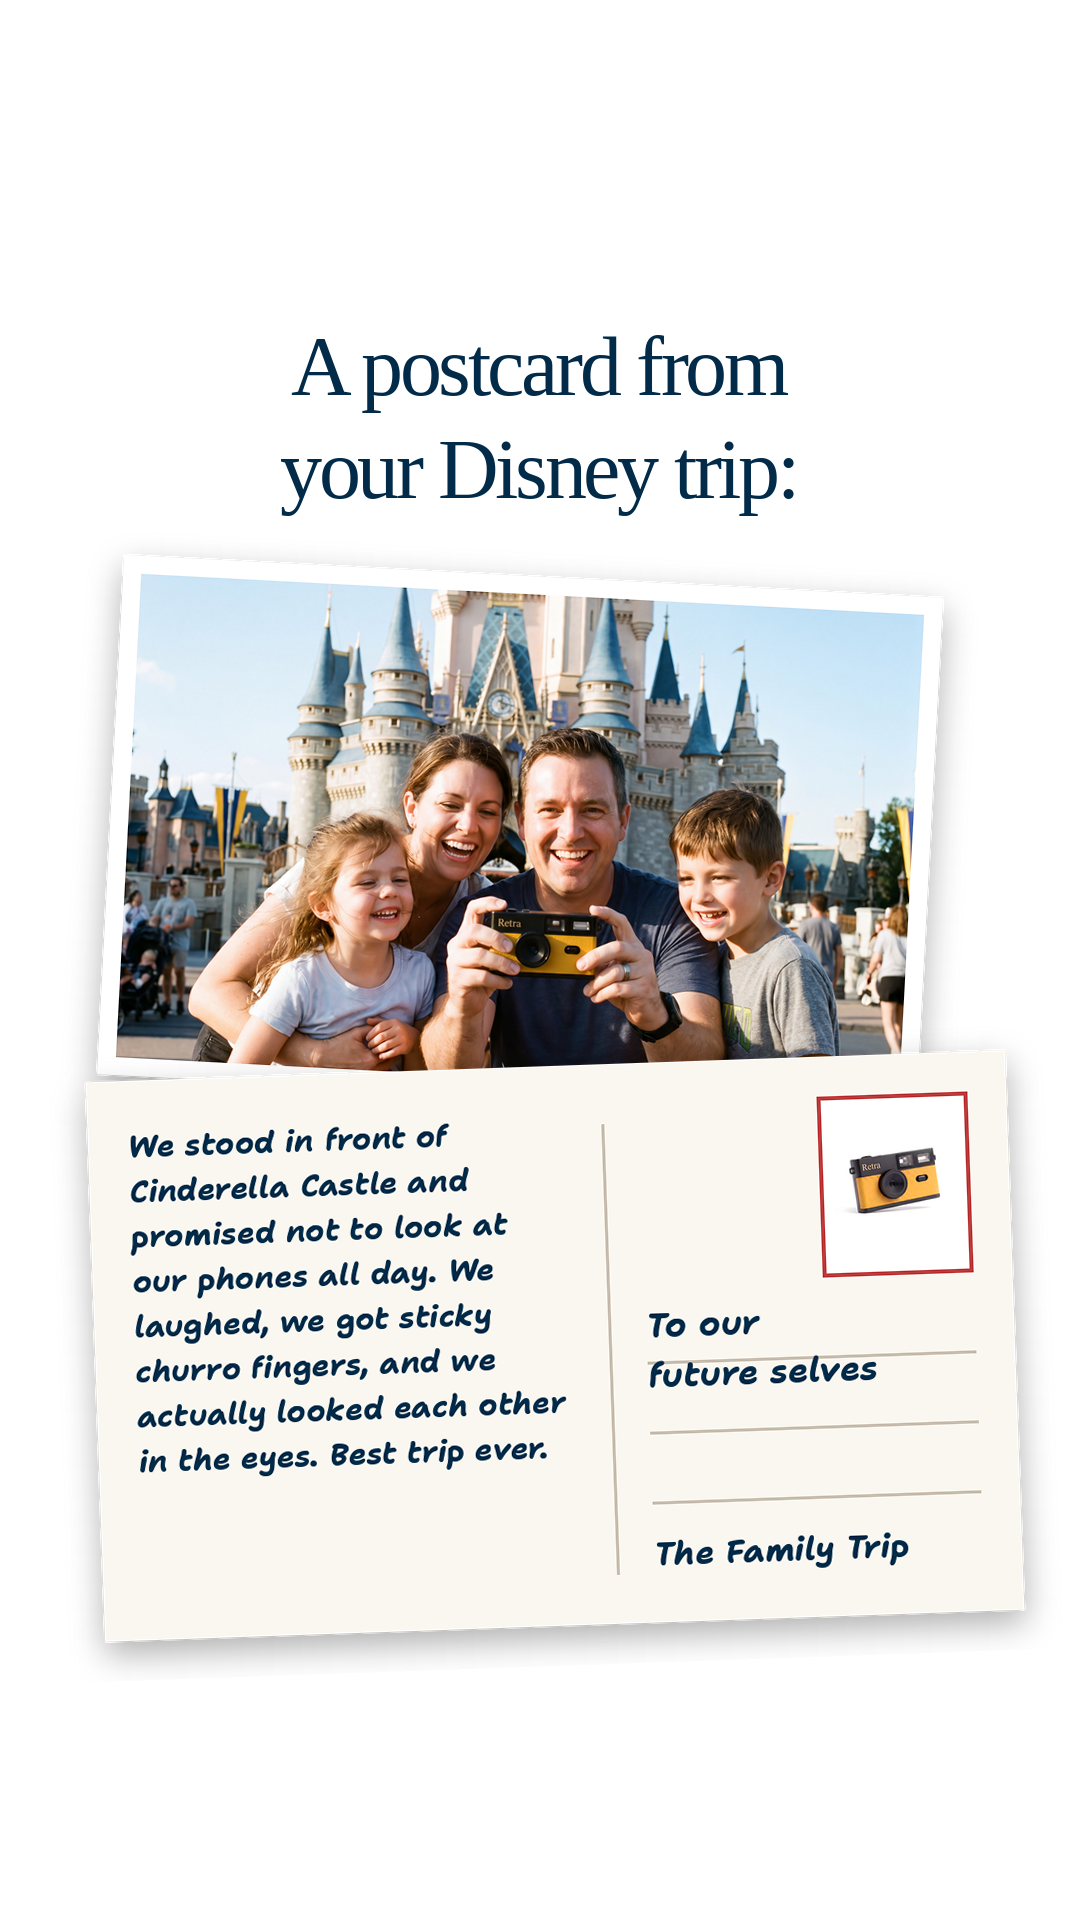 A postcard from
your Disney trip:
Retra
We stood in front of
Cinderella Castle and
promised not to look at
our phones all day. We
laughed, we got sticky
churro fingers, and we
actually looked each other
in the eyes. Best trip ever.
Retra
To our
future selves
The Family Trip